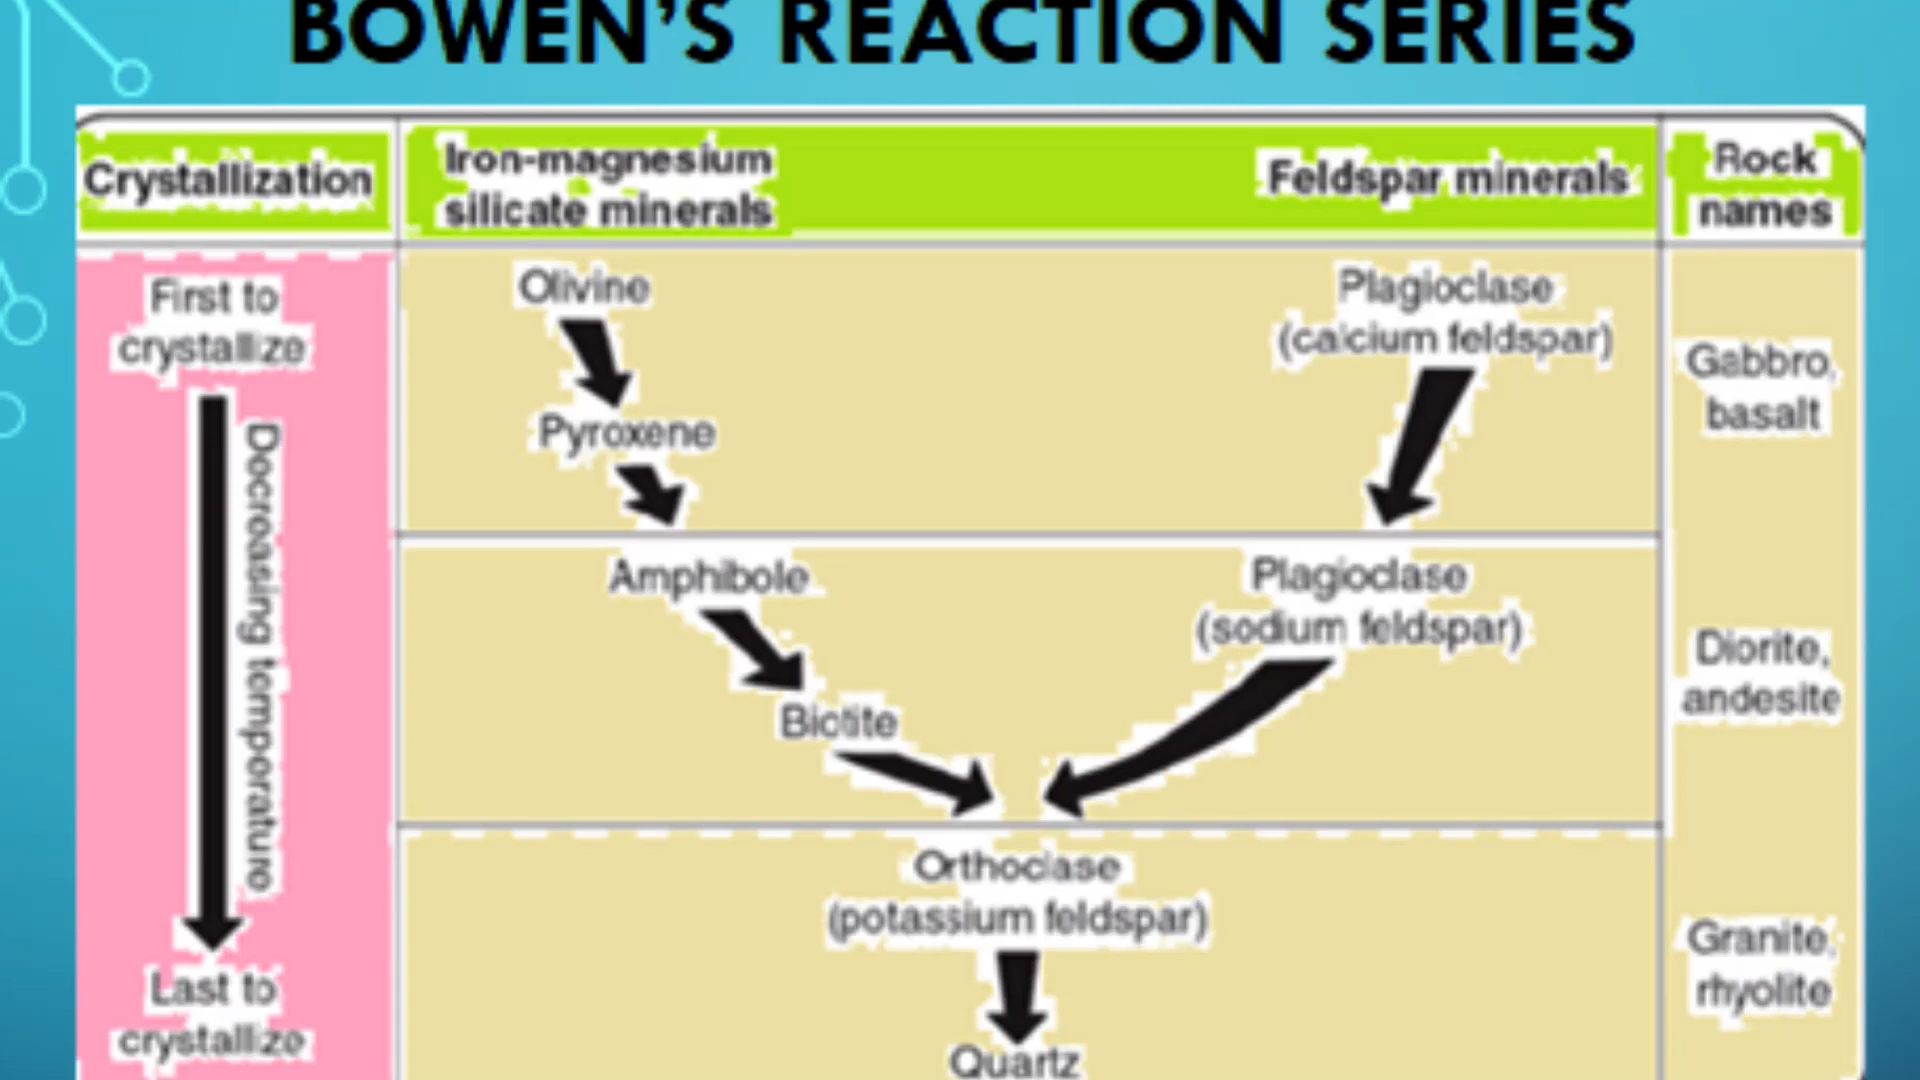 BOWEN'S REACTION SERIES
Crystallization
Iron-magnesium
silicate minerals
Feldspar minerals
Rock
names
First to
crystallize
Decreasing temperature
Last to
crystallize
Olivine
Pyroxene
Plagioclase
(calcium feldspar)
Gabbro,
basalt
Amphibole
Biotite
Plagioclase
(sodium feldspar)
Diorite,
andesite
Orthoclase
(potassium feldspar)
Quartz
Granite,
rhyolite